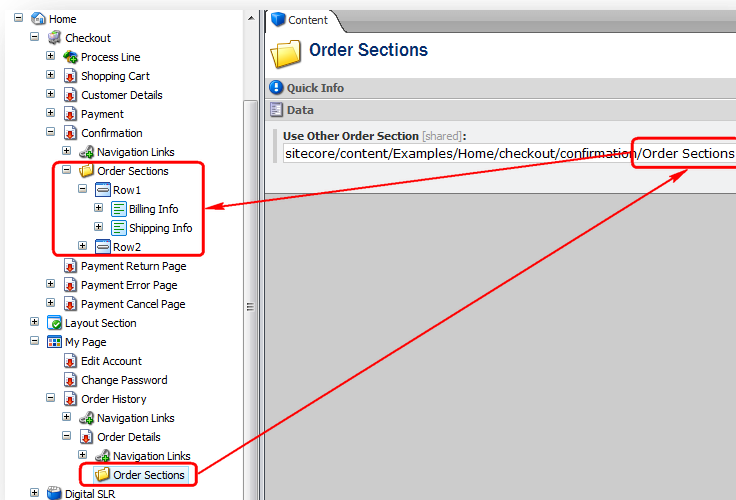 Home
Checkout
Process Line
Shopping Cart
Customer Details
Payment
Confirmation
Navigation Links
Order Sections
Row1
Billing Info
Shipping Info
Row2
Payment Return Page
Payment Error Page
Payment Cancel Page
Layout Section
My Page
Edit Account
Change Password
Order History
Navigation Links
Order Details
Navigation Links
Order Sections
Digital SLR
Content
Order Sections
Quick Info
Data
Use Other Order Section [shared]:
sitecore/content/Examples/Home/checkout/confirmation/Order Sections